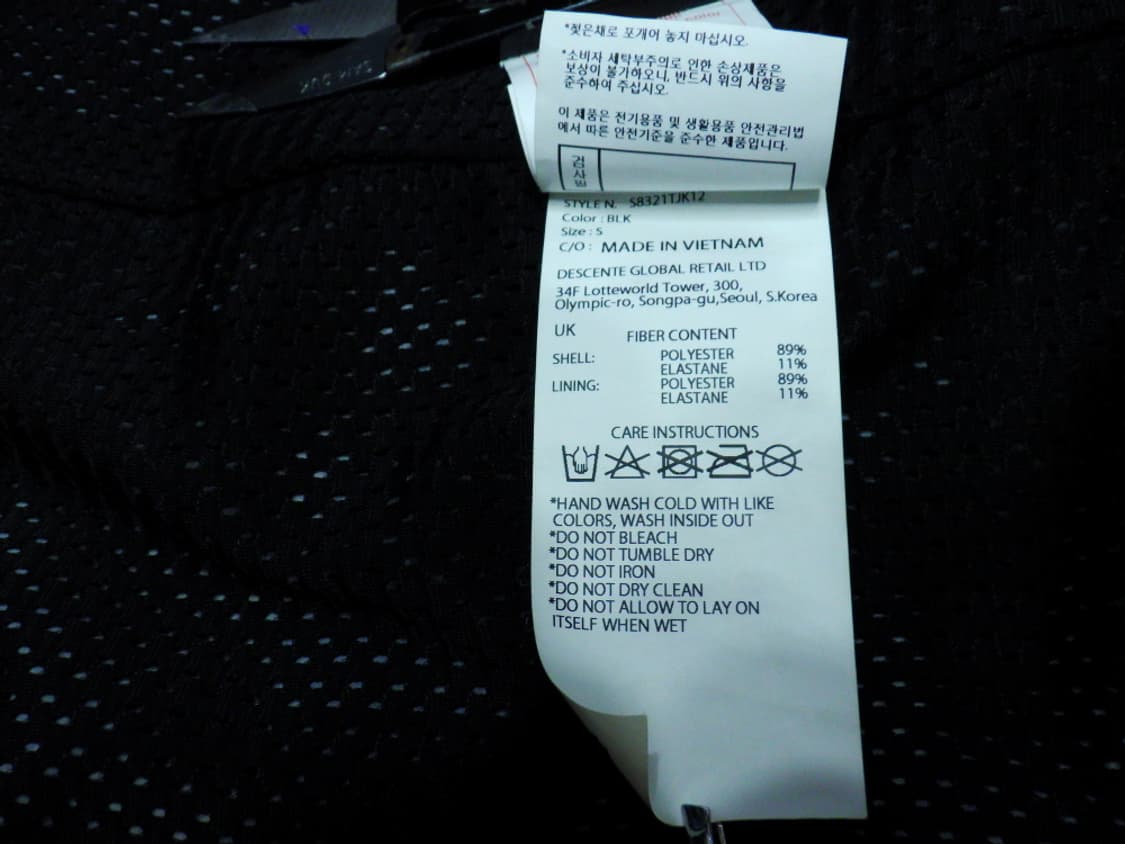 color
*젖은채로 포개어 놓지 마십시오.
*소비자 세탁부주의로 인한 손상제품은
보상이 불가하오니, 반드시 위의 사항을
준수하여 주십시오.
이 제품은 전기용품 및 생활용품 안전관리법
에서 따른 안전기준을 준수한 제품입니다.
검사필
STYLE N. S8321TJK12
Color : BLK
Size : S
C/O : MADE IN VIETNAM
DESCENTE GLOBAL RETAIL LTD
34F Lotteworld Tower, 300,
Olympic-ro, Songpa-gu,Seoul, S.Korea
UK FIBER CONTENT
SHELL: POLYESTER 89%
ELASTANE 11%
LINING: POLYESTER 89%
ELASTANE 11%
CARE INSTRUCTIONS
*HAND WASH COLD WITH LIKE
COLORS, WASH INSIDE OUT
*DO NOT BLEACH
*DO NOT TUMBLE DRY
*DO NOT IRON
*DO NOT DRY CLEAN
*DO NOT ALLOW TO LAY ON
ITSELF WHEN WET